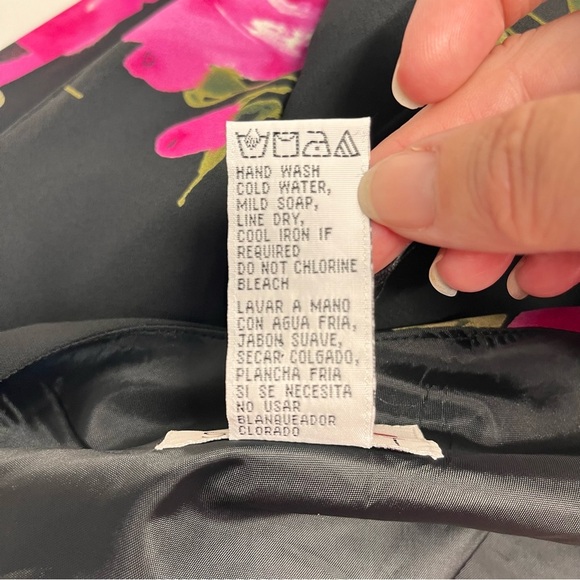 HAND WASH
COLD WATER,
MILD SOAP,
LINE DRY,
COOL IRON IF
REQUIRED
DO NOT CHLORINE
BLEACH
LAVAR A MANO
CON AGUA FRIA,
JABON SUAVE,
SECAR COLGADO,
PLANCHA FRIA
SI SE NECESITA
NO USAR
BLANQUEADOR
CLORADO